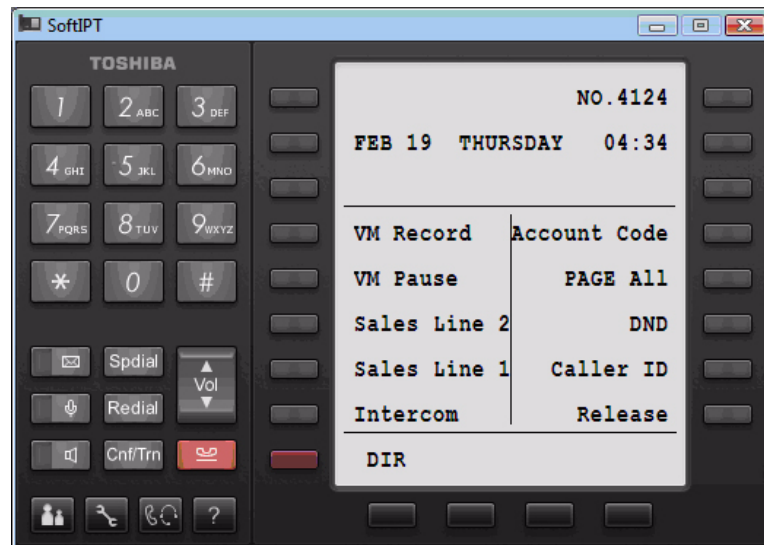 SoftIPT
TOSHIBA
1 2 ABC 3 DEF
4 GHI 5 JKL 6 MNO
7 PQRS 8 TUV 9 WXYZ
* 0 #
Spdial
Vol
Redial
Cnf/Trn
?
NO.4124
FEB 19 THURSDAY 04:34
VM Record Account Code
VM Pause PAGE All
Sales Line 2 DND
Sales Line 1 Caller ID
Intercom Release
DIR